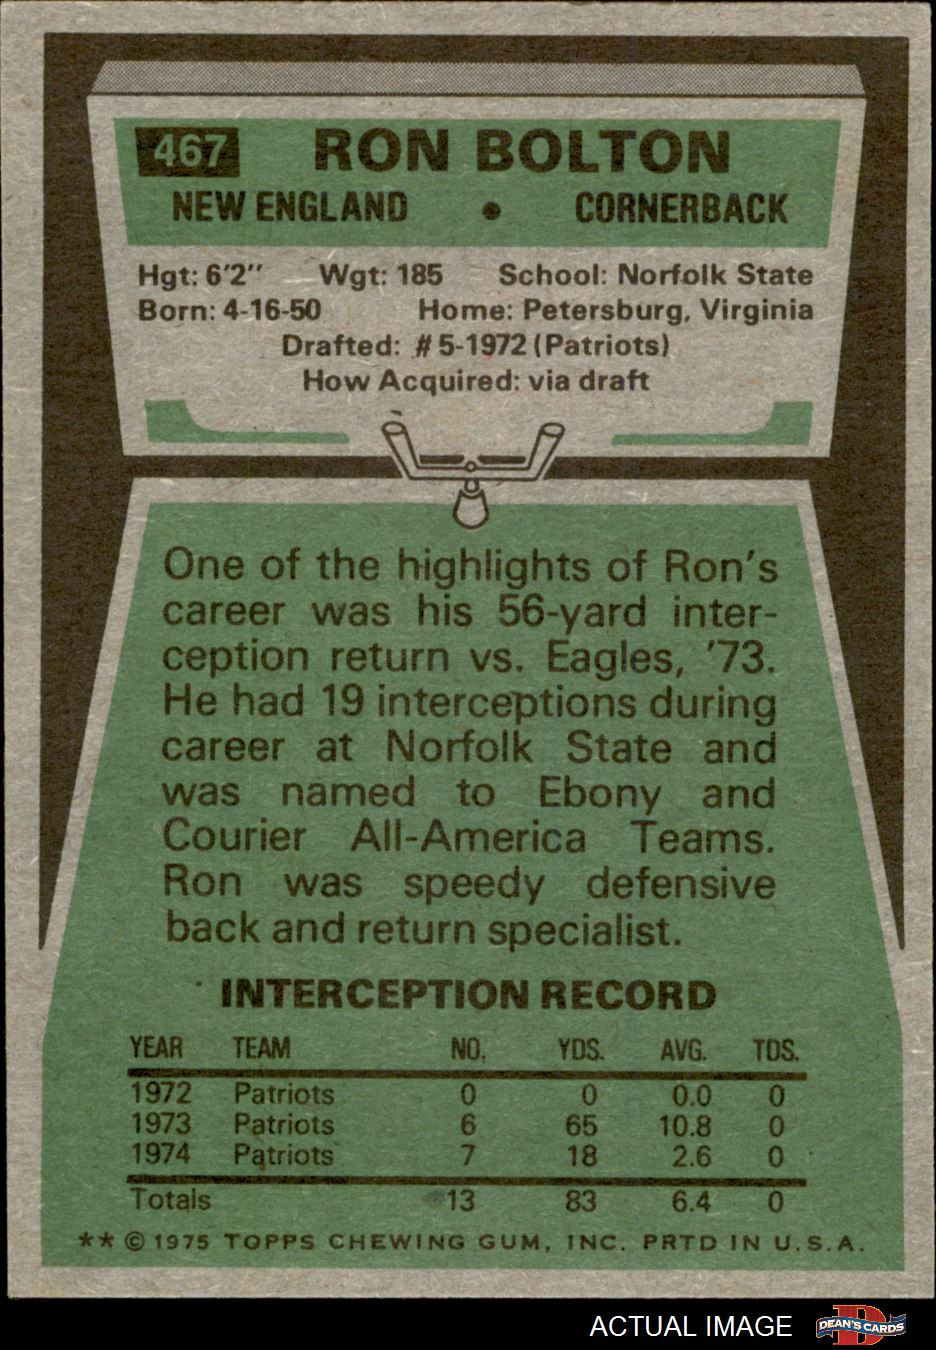 467 RON BOLTON
NEW ENGLAND • CORNERBACK
Hgt: 6'2" Wgt: 185 School: Norfolk State
Born: 4-16-50 Home: Petersburg, Virginia
Drafted: #5-1972 (Patriots)
How Acquired: via draft
One of the highlights of Ron's
career was his 56-yard inter-
ception return vs. Eagles, '73.
He had 19 interceptions during
career at Norfolk State and
was named to Ebony and
Courier All-America Teams.
Ron was speedy defensive
back and return specialist.
INTERCEPTION RECORD
YEAR TEAM NO. YDS. AVG. TDS.
1972 Patriots 0 0 0.0 0
1973 Patriots 6 65 10.8 0
1974 Patriots 7 18 2.6 0
Totals 13 83 6.4 0
** © 1975 TOPPS CHEWING GUM, INC. PRTD IN U.S.A.
ACTUAL IMAGE DEAN'S CARDS